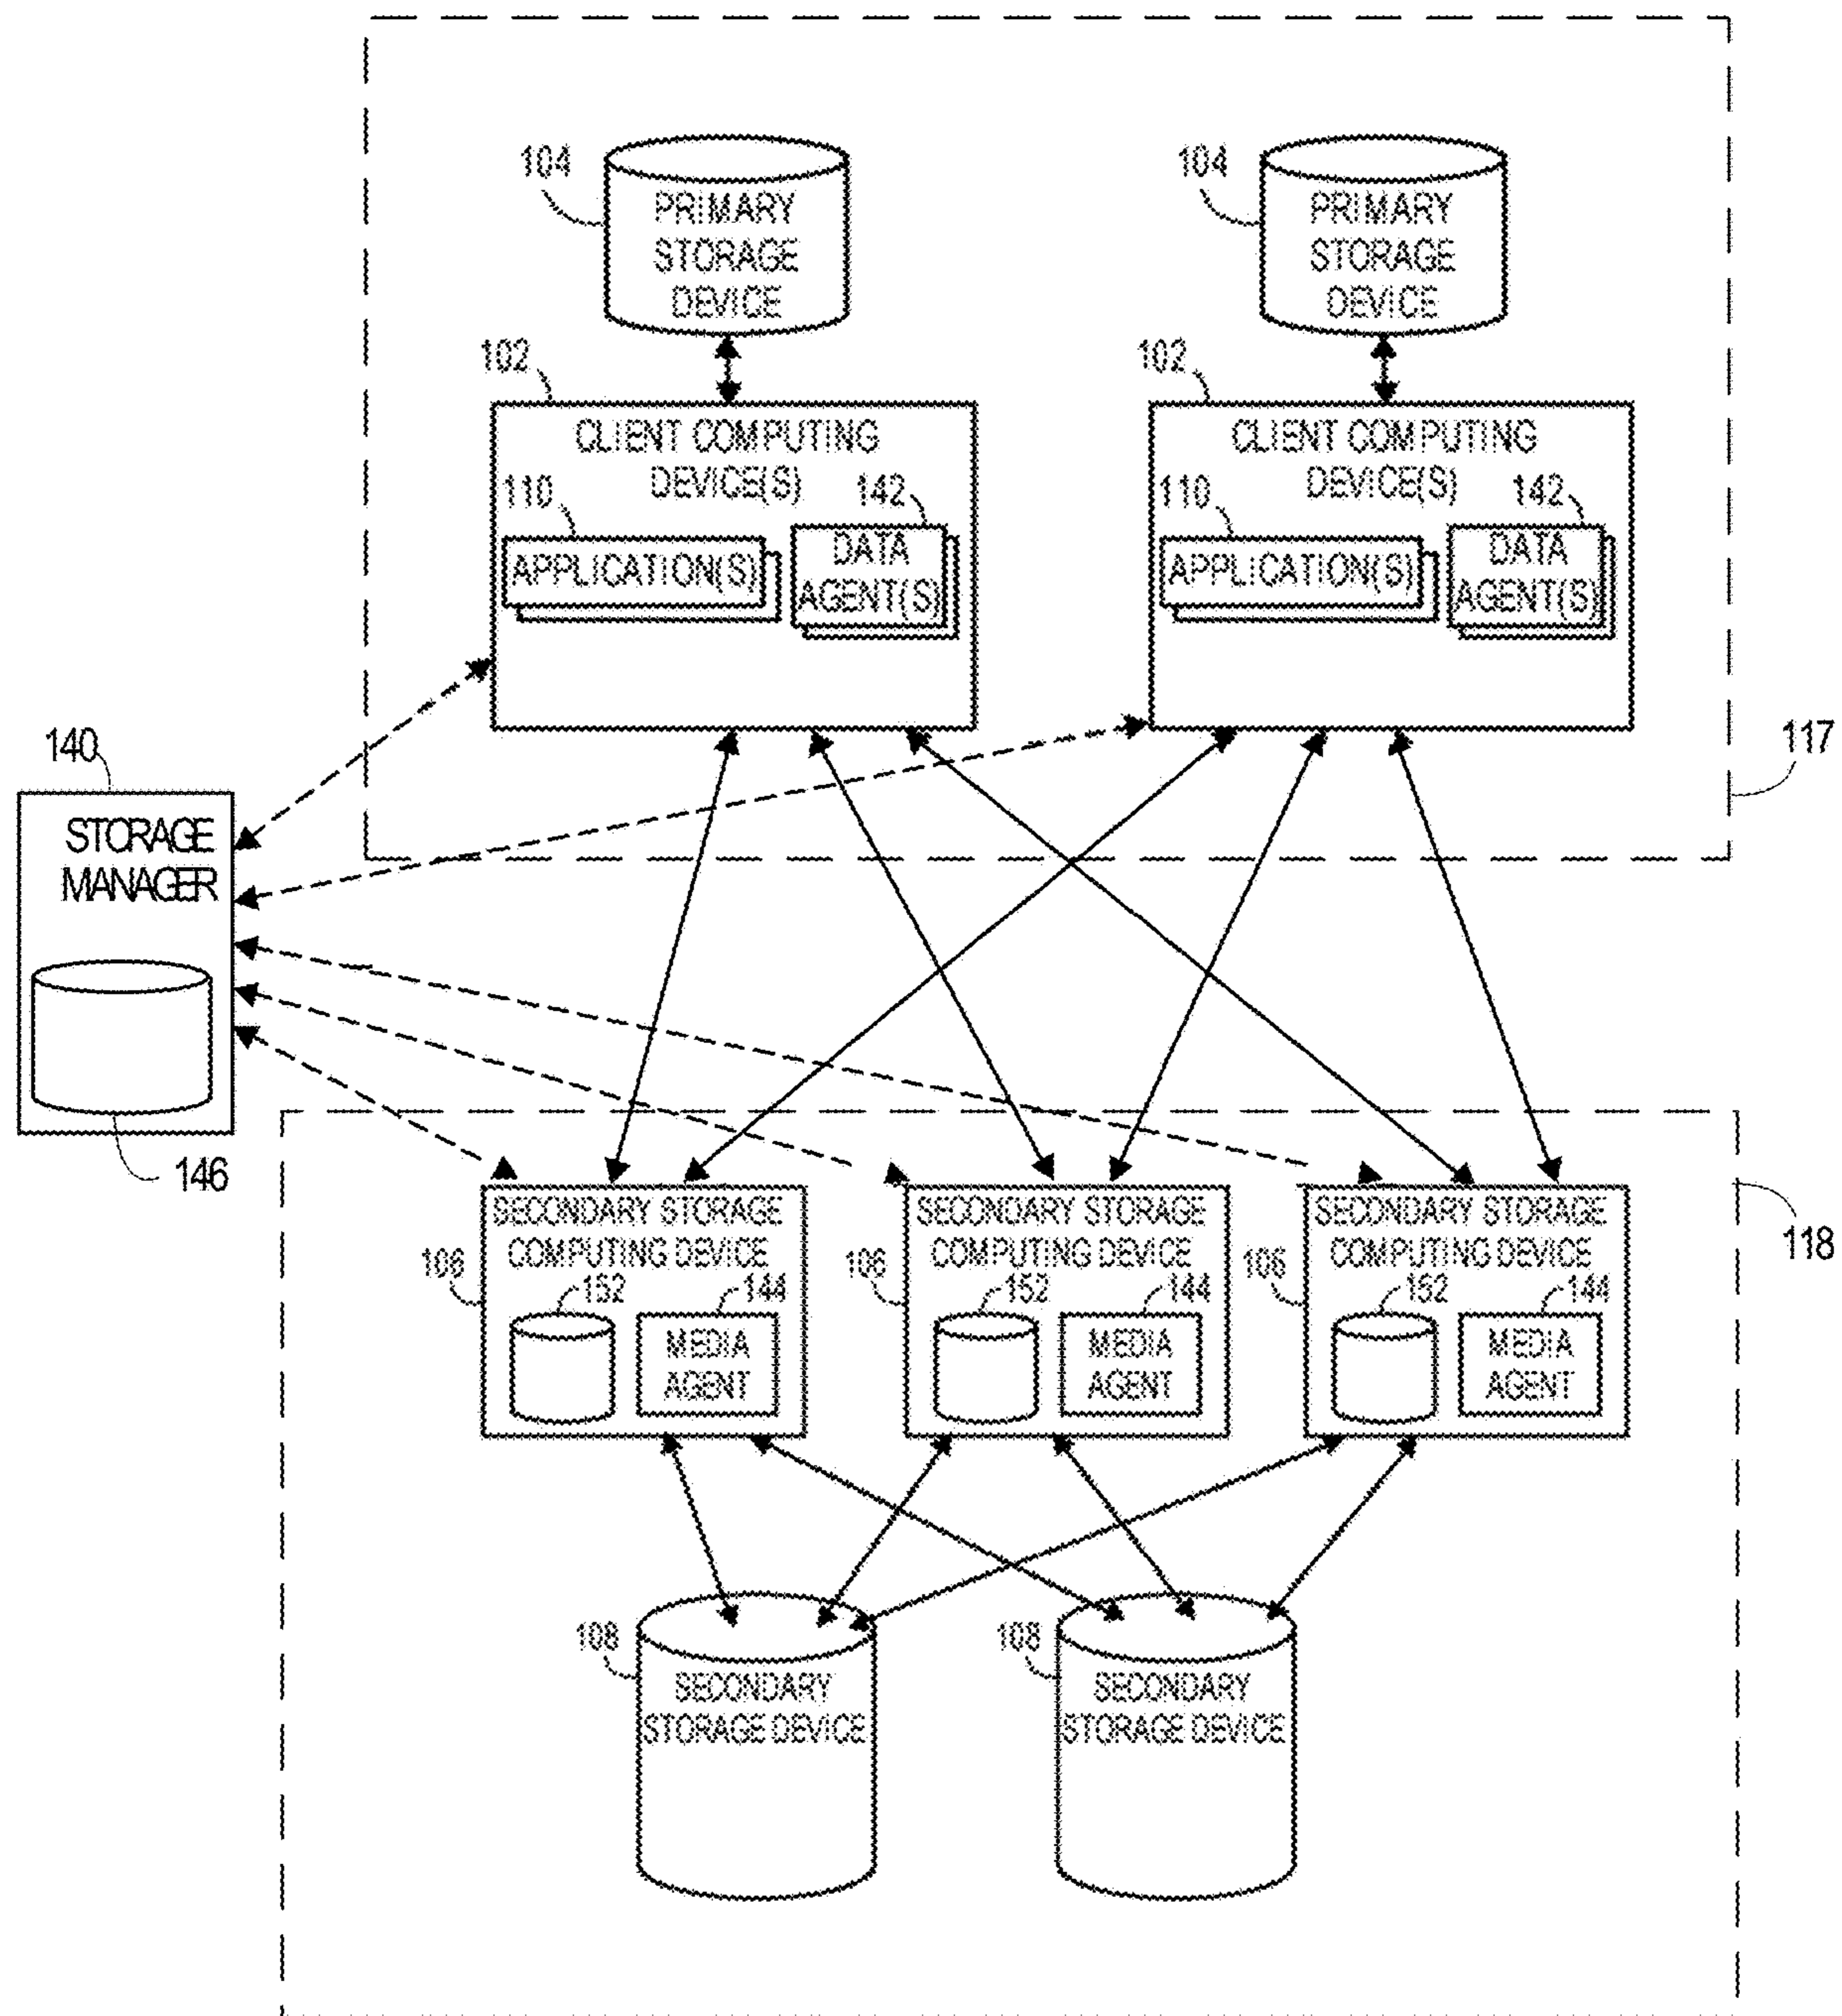 104
PRIMARY
STORAGE
DEVICE
104
PRIMARY
STORAGE
DEVICE
102
CLIENT COMPUTING
DEVICE(S)
110
142
APPLICATION(S)
DATA
AGENT(S)
102
CLIENT COMPUTING
DEVICE(S)
110
142
APPLICATION(S)
DATA
AGENT(S)
117
140
STORAGE
MANAGER
146
118
SECONDARY STORAGE
COMPUTING DEVICE
106
152
144
MEDIA
AGENT
SECONDARY STORAGE
COMPUTING DEVICE
106
152
144
MEDIA
AGENT
SECONDARY STORAGE
COMPUTING DEVICE
106
152
144
MEDIA
AGENT
108
SECONDARY
STORAGE DEVICE
108
SECONDARY
STORAGE DEVICE